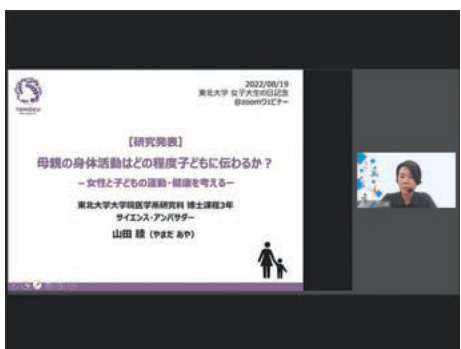 TOHOKU
2022/08/19
東北大学 女子大生の日記念
@zoomウェビナー
【研究発表】
母親の身体活動はどの程度子どもに伝わるか?
－女性と子どもの運動・健康を考える－
東北大学大学院医学系研究科 博士課程3年
サイエンス・アンバサダー
山田 綾 (やまだ あや)